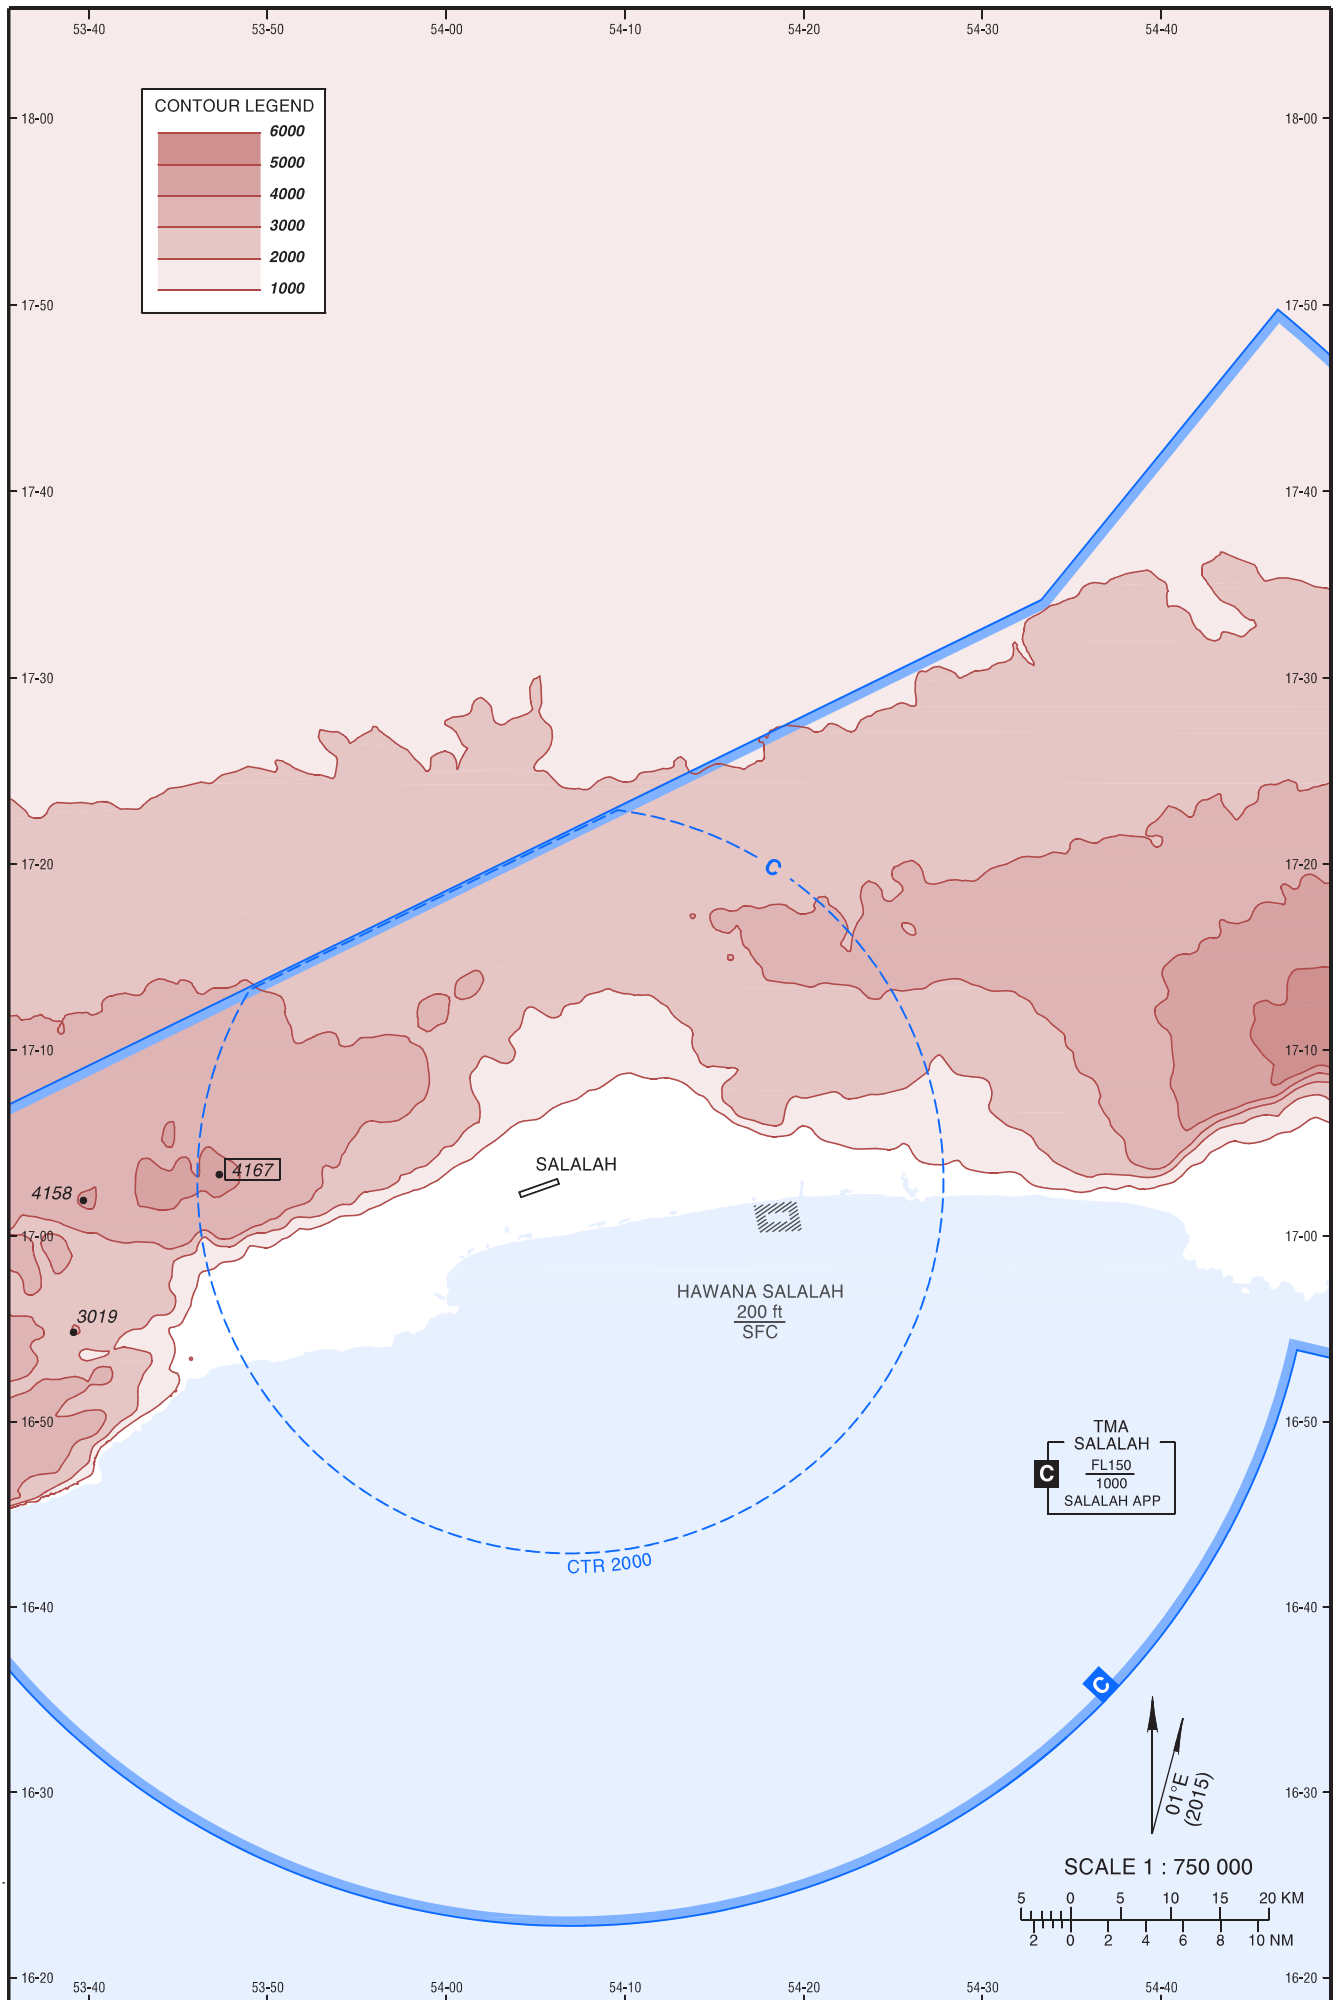 53-40 53-50 54-00 54-10 54-20 54-30 54-40
CONTOUR LEGEND
6000
5000
4000
3000
2000
1000
18-00 18-00
17-50 17-50
17-40 17-40
17-30 17-30
17-20 17-20
C
17-10 17-10
SALALAH
4167
4158
17-00 17-00
HAWANA SALALAH
200 ft
SFC
3019
16-50 16-50
TMA
SALALAH
C
FL150
1000
SALALAH APP
CTR 2000
16-40 16-40
C
16-30 16-30
01°E
(2015)
SCALE 1 : 750 000
5 0 5 10 15 20 KM
2 0 2 4 6 8 10 NM
16-20 16-20
53-40 53-50 54-00 54-10 54-20 54-30 54-40